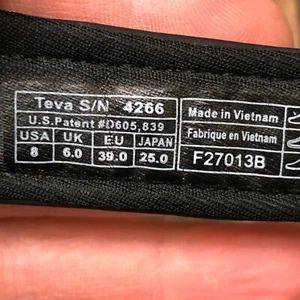 Teva S/N 4266
U.S.Patent #D605,839
USA UK EU JAPAN
8 6.0 39.0 25.0
Made in Vietnam
Fabrique en Vietnam
F27013B